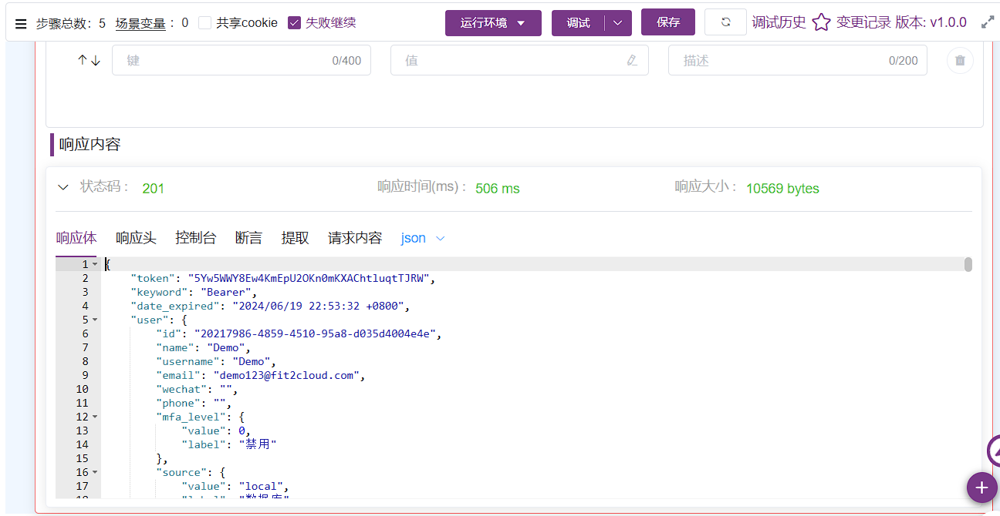 步骤总数：5 场景变量：0 共享cookie 失败继续 运行环境 调试 保存 调试历史 变更记录 版本: v1.0.0
键 0/400 值 描述 0/200
响应内容
状态码： 201 响应时间(ms)： 506 ms 响应大小： 10569 bytes
响应体 响应头 控制台 断言 提取 请求内容 json
1 {
2 "token": "5Yw5WWY8Ew4KmEpU2OKn0mKXAChtluqtTJRW",
3 "keyword": "Bearer",
4 "date_expired": "2024/06/19 22:53:32 +0800",
5 "user": {
6 "id": "20217986-4859-4510-95a8-d035d4004e4e",
7 "name": "Demo",
8 "username": "Demo",
9 "email": "demo123@fit2cloud.com",
10 "wechat": "",
11 "phone": "",
12 "mfa_level": {
13 "value": 0,
14 "label": "禁用"
15 },
16 "source": {
17 "value": "local",
18 "label": "数据库"